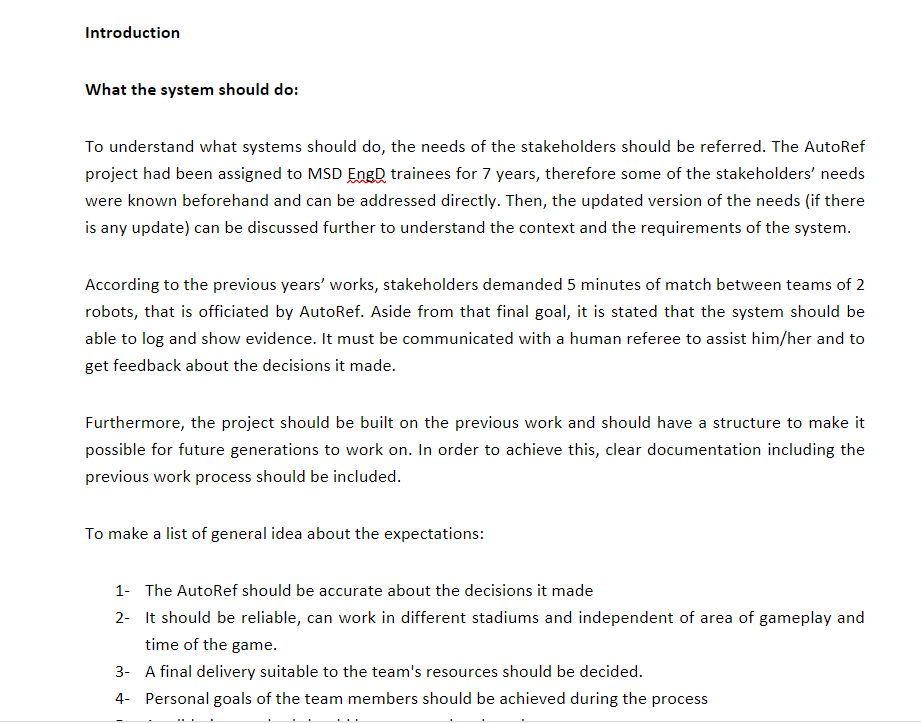 Introduction
What the system should do:
To understand what systems should do, the needs of the stakeholders should be referred. The AutoRef
project had been assigned to MSD EngD trainees for 7 years, therefore some of the stakeholders’ needs
were known beforehand and can be addressed directly. Then, the updated version of the needs (if there
is any update) can be discussed further to understand the context and the requirements of the system.
According to the previous years’ works, stakeholders demanded 5 minutes of match between teams of 2
robots, that is officiated by AutoRef. Aside from that final goal, it is stated that the system should be
able to log and show evidence. It must be communicated with a human referee to assist him/her and to
get feedback about the decisions it made.
Furthermore, the project should be built on the previous work and should have a structure to make it
possible for future generations to work on. In order to achieve this, clear documentation including the
previous work process should be included.
To make a list of general idea about the expectations:
1- The AutoRef should be accurate about the decisions it made
2- It should be reliable, can work in different stadiums and independent of area of gameplay and
time of the game.
3- A final delivery suitable to the team's resources should be decided.
4- Personal goals of the team members should be achieved during the process